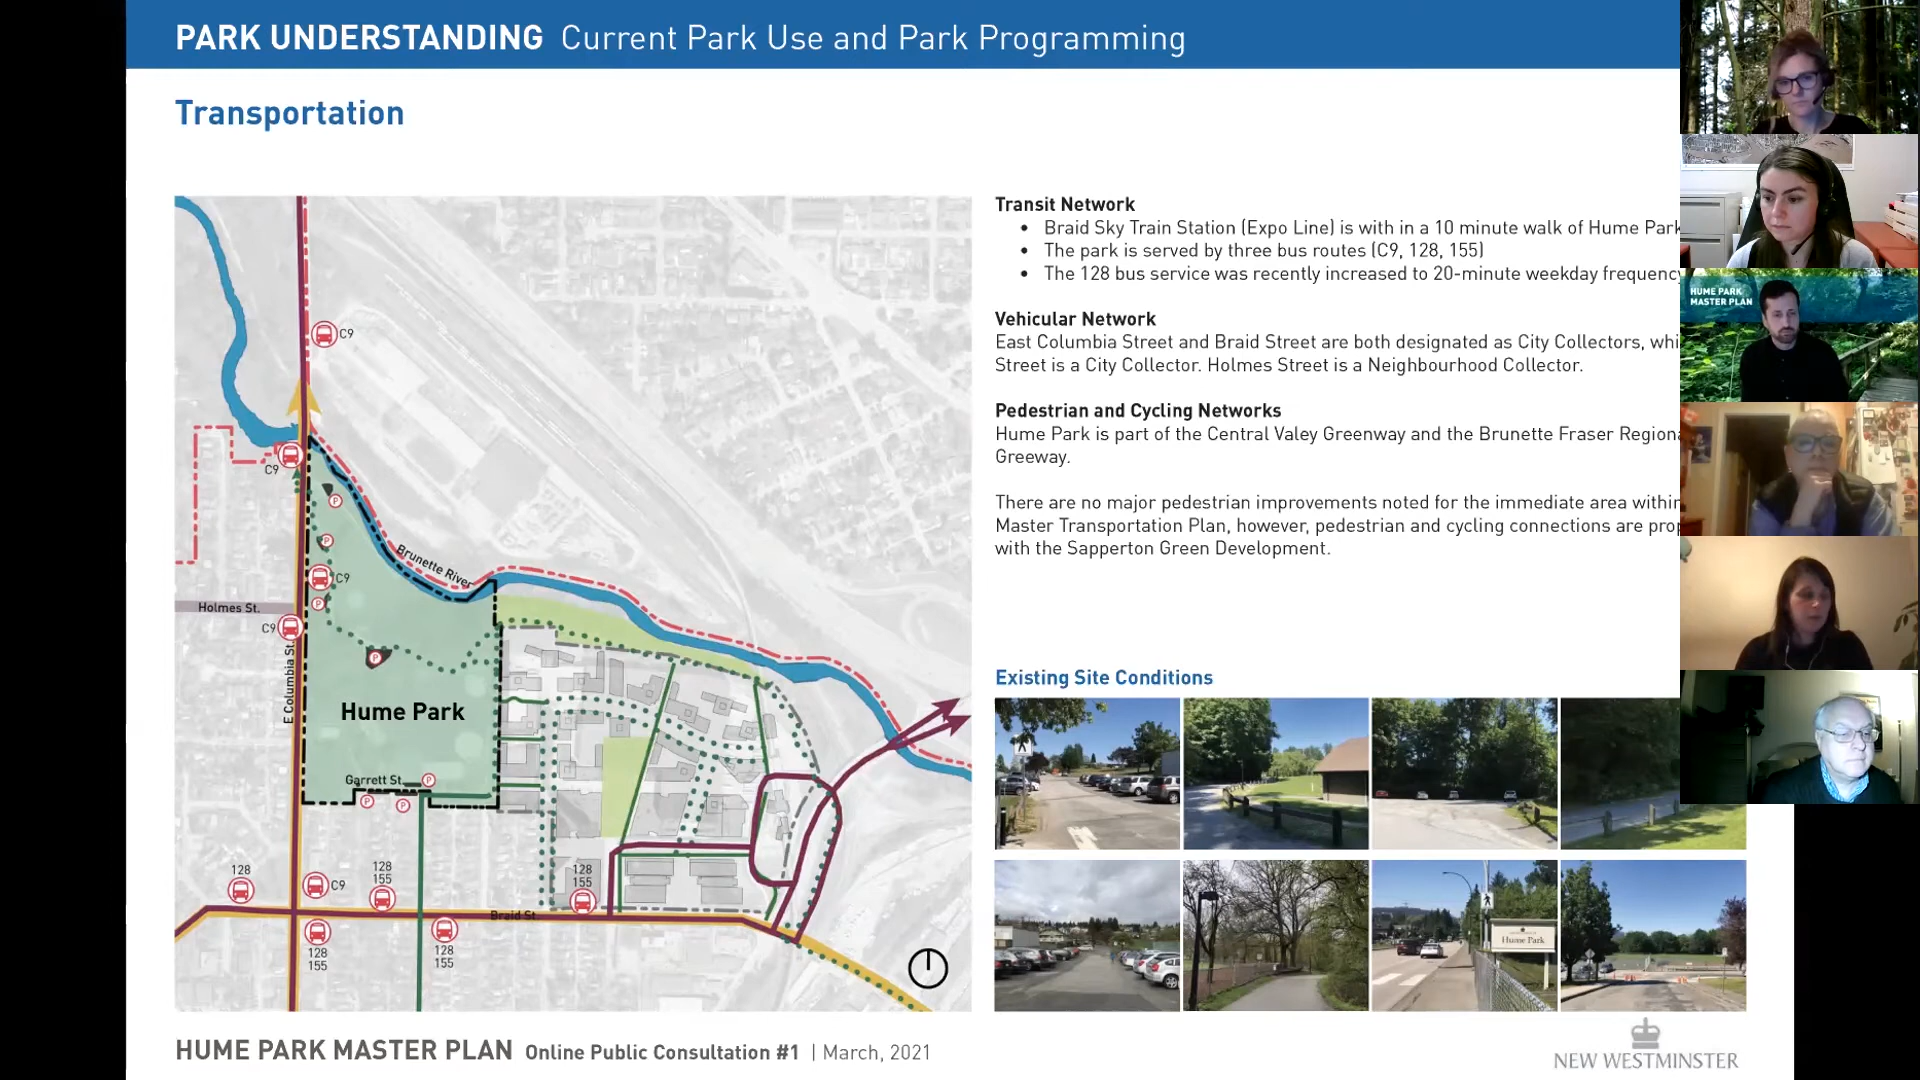 PARK UNDERSTANDING Current Park Use and Park Programming
Transportation
Transit Network
• Braid Sky Train Station (Expo Line) is with in a 10 minute walk of Hume Park
• The park is served by three bus routes (C9, 128, 155)
• The 128 bus service was recently increased to 20-minute weekday frequency
Vehicular Network
East Columbia Street and Braid Street are both designated as City Collectors, whi
Street is a City Collector. Holmes Street is a Neighbourhood Collector.
Pedestrian and Cycling Networks
Hume Park is part of the Central Valey Greenway and the Brunette Fraser Regiona
Greeway.
There are no major pedestrian improvements noted for the immediate area within
Master Transportation Plan, however, pedestrian and cycling connections are prop
with the Sapperton Green Development.
Existing Site Conditions
C9
C9
P
P
Brunette River
C9
P
Holmes St.
C9
P
E Columbia St.
Hume Park
Garrett St.
P
P
P
128
C9
128
155
128
155
Braid St
128
155
128
155
Hume Park
HUME PARK
MASTER PLAN
HUME PARK MASTER PLAN Online Public Consultation #1 | March, 2021
NEW WESTMINSTER